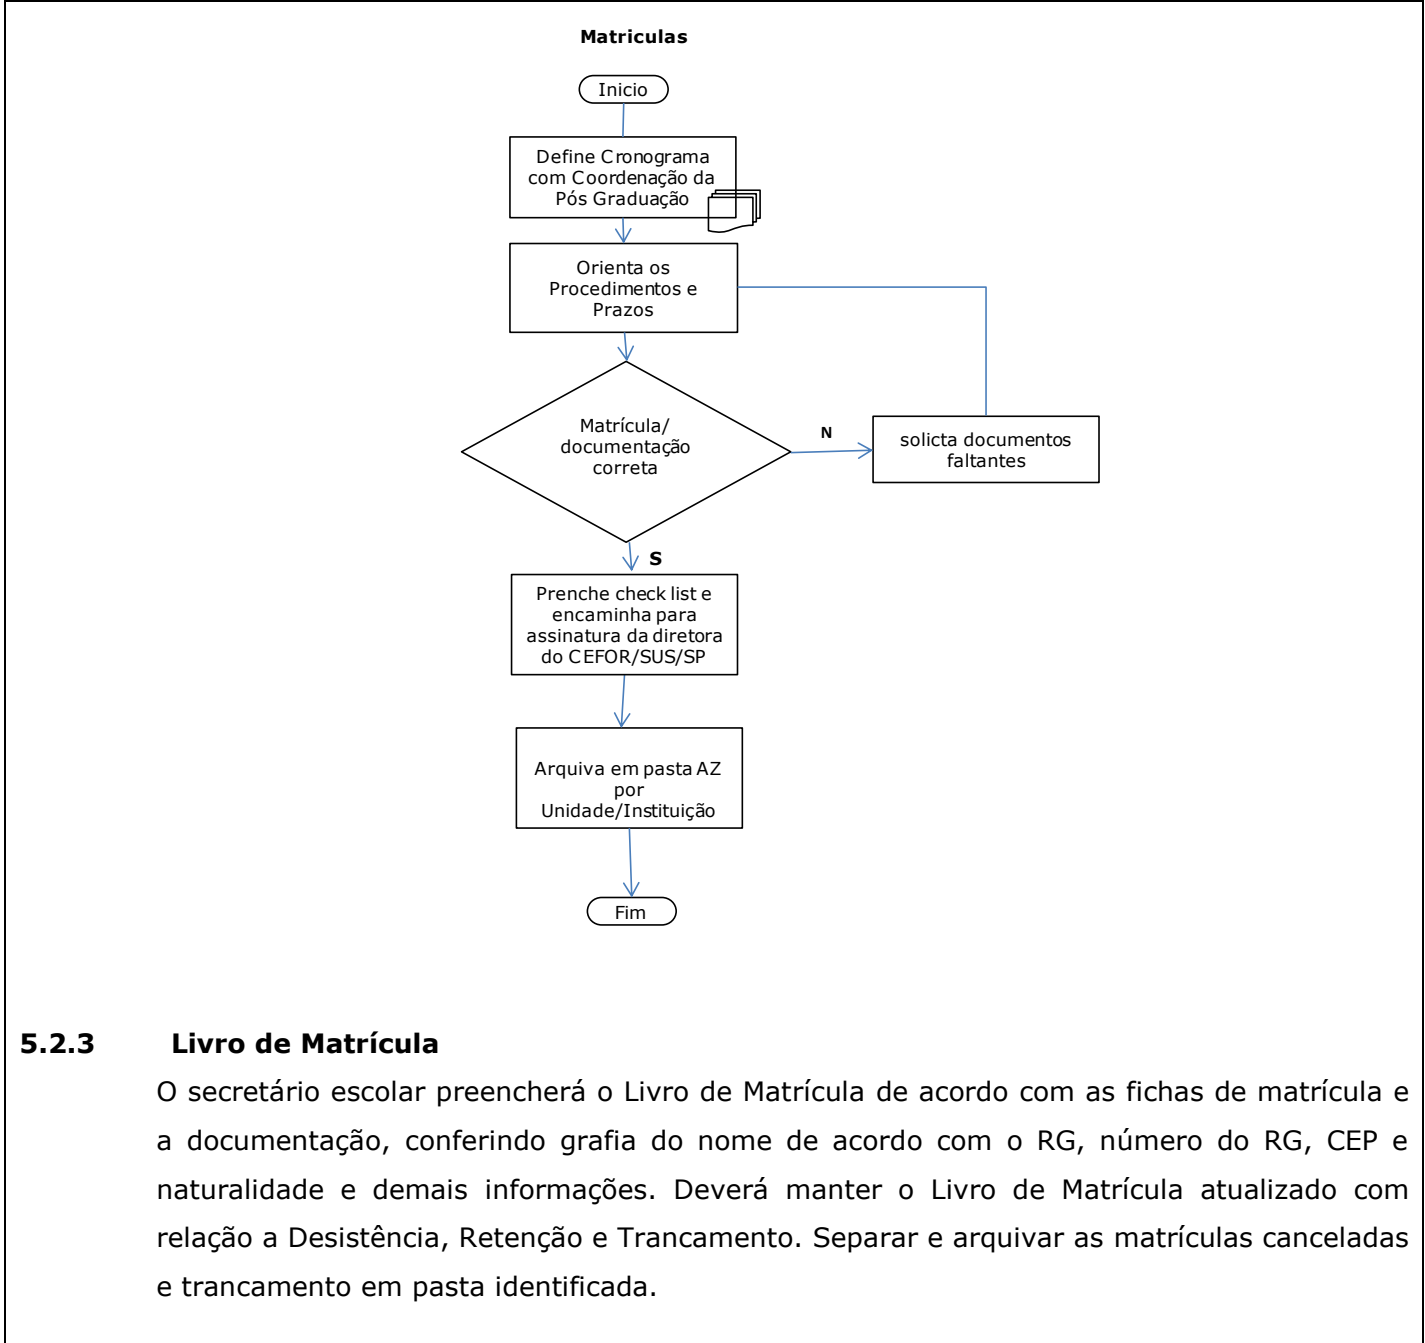 Matriculas
Inicio
Define Cronograma
com Coordenação da
Pós Graduação
Orienta os
Procedimentos e
Prazos
Matrícula/
documentação
correta
N
solicta documentos
faltantes
S
Prenche check list e
encaminha para
assinatura da diretora
do CEFOR/SUS/SP
Arquiva em pasta AZ
por
Unidade/Instituição
Fim
5.2.3 Livro de Matrícula
O secretário escolar preencherá o Livro de Matrícula de acordo com as fichas de matrícula e
a documentação, conferindo grafia do nome de acordo com o RG, número do RG, CEP e
naturalidade e demais informações. Deverá manter o Livro de Matrícula atualizado com
relação a Desistência, Retenção e Trancamento. Separar e arquivar as matrículas canceladas
e trancamento em pasta identificada.